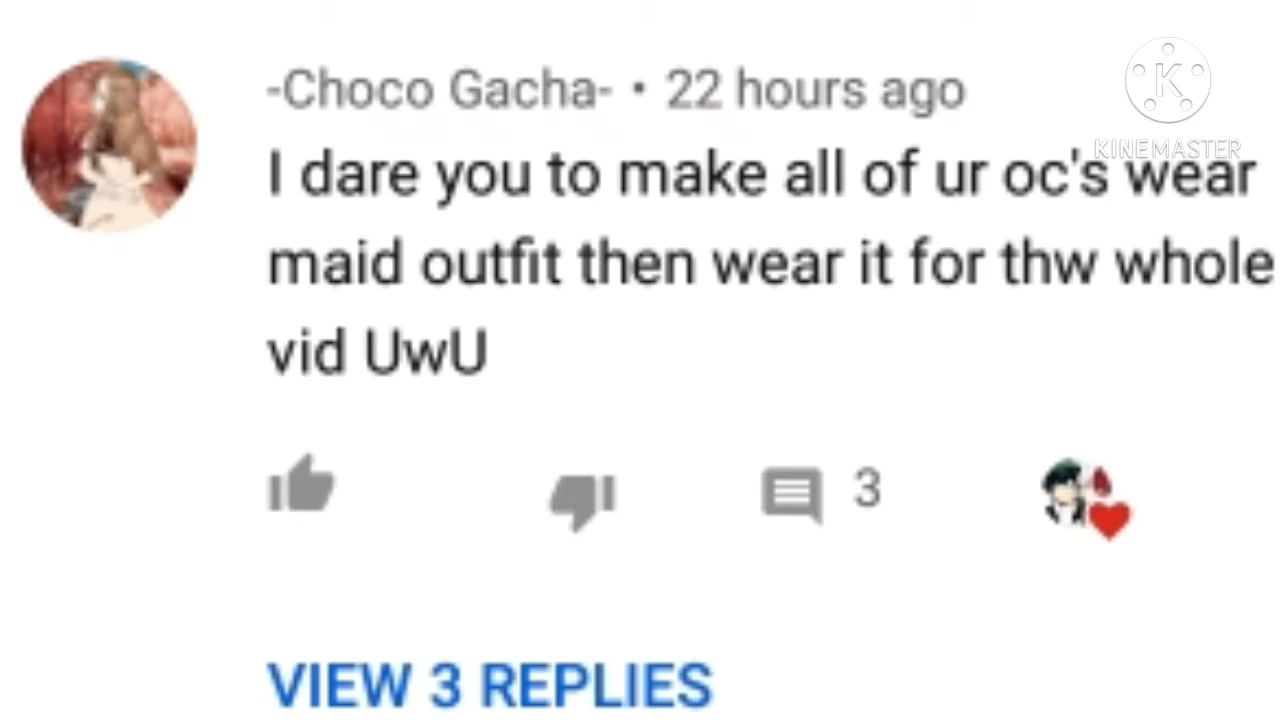 -Choco Gacha- • 22 hours ago
K
KINEMASTER
I dare you to make all of ur oc's wear
maid outfit then wear it for thw whole
vid UwU
3
VIEW 3 REPLIES